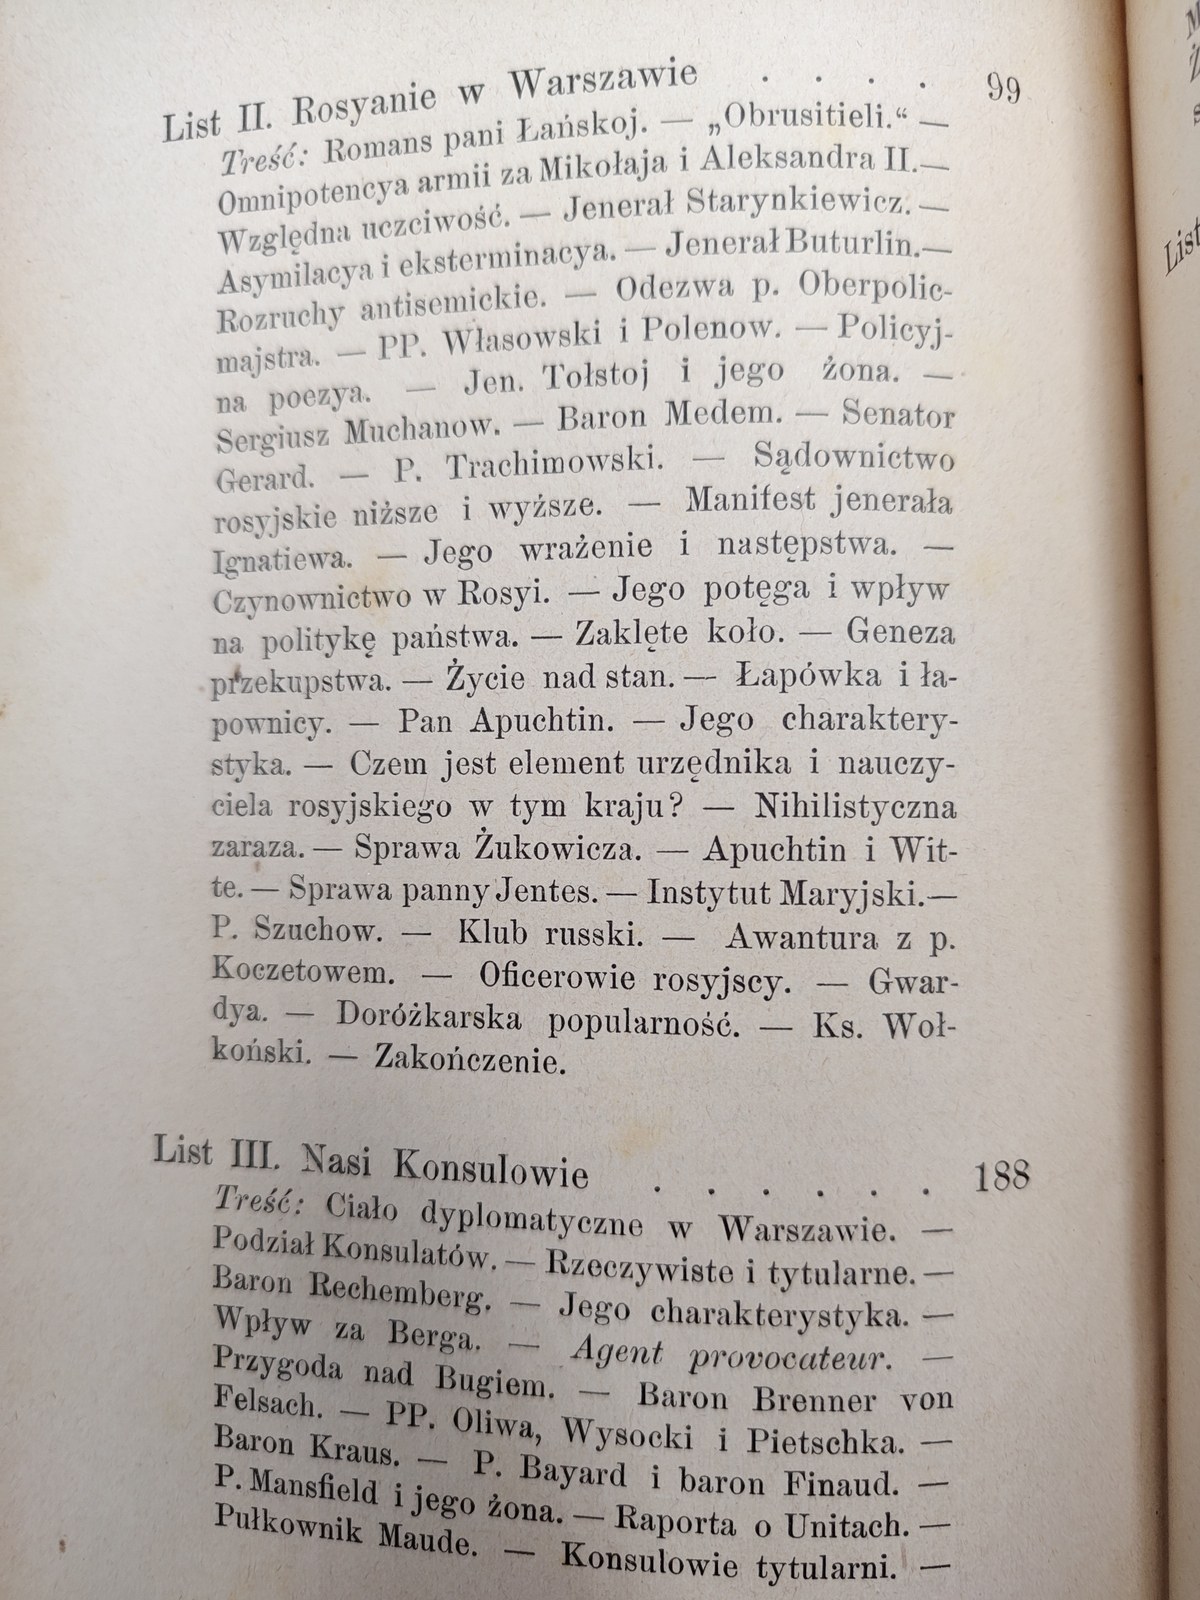 List II. Rosyanie w Warszawie . . . . 99
Treść: Romans pani Łańskoj. — „Obrusitieli.“ —
Omnipotencya armii za Mikołaja i Aleksandra II.—
Względna uczciwość. — Jenerał Starynkiewicz. —
Asymilacya i eksterminacya. — Jenerał Buturlin.—
Rozruchy antisemickie. — Odezwa p. Oberpolic-
majstra. — PP. Własowski i Polenow. — Policyj-
na poezya. — Jen. Tołstoj i jego żona. —
Sergiusz Muchanow. — Baron Medem. — Senator
Gerard. — P. Trachimowski. — Sądownictwo
rosyjskie niższe i wyższe. — Manifest jenerała
Ignatiewa. — Jego wrażenie i następstwa. —
Czynownictwo w Rosyi. — Jego potęga i wpływ
na politykę państwa. — Zaklęte koło. — Geneza
przekupstwa. — Życie nad stan. — Łapówka i ła-
pownicy. — Pan Apuchtin. — Jego charaktery-
styka. — Czem jest element urzędnika i nauczy-
ciela rosyjskiego w tym kraju? — Nihilistyczna
zaraza. — Sprawa Żukowicza. — Apuchtin i Wit-
te. — Sprawa panny Jentes. — Instytut Maryjski.—
P. Szuchow. — Klub russki. — Awantura z p.
Koczetowem. — Oficerowie rosyjscy. — Gwar-
dya. — Doróżkarska popularność. — Ks. Woł-
koński. — Zakończenie.
List III. Nasi Konsulowie . . . . . . 188
Treść: Ciało dyplomatyczne w Warszawie. —
Podział Konsulatów. — Rzeczywiste i tytularne. —
Baron Rechemberg. — Jego charakterystyka. —
Wpływ za Berga. — Agent provocateur. —
Przygoda nad Bugiem. — Baron Brenner von
Felsach. — PP. Oliwa, Wysocki i Pietschka. —
Baron Kraus. — P. Bayard i baron Finaud. —
P. Mansfield i jego żona. — Raporta o Unitach. —
Pułkownik Maude. — Konsulowie tytularni. —
List